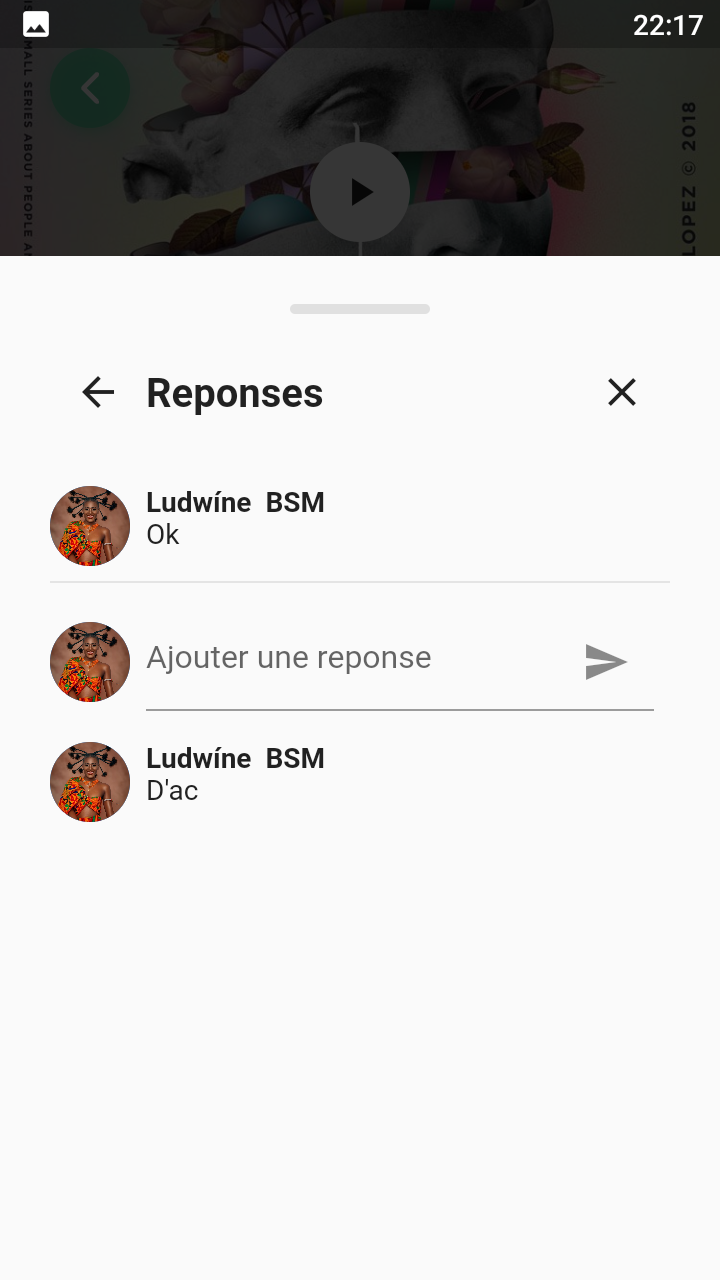 22:17
MALL SERIES ABOUT PEOPLE
LOPEZ © 2018
Reponses
Ludwíne BSM
Ok
Ajouter une reponse
Ludwíne BSM
D'ac